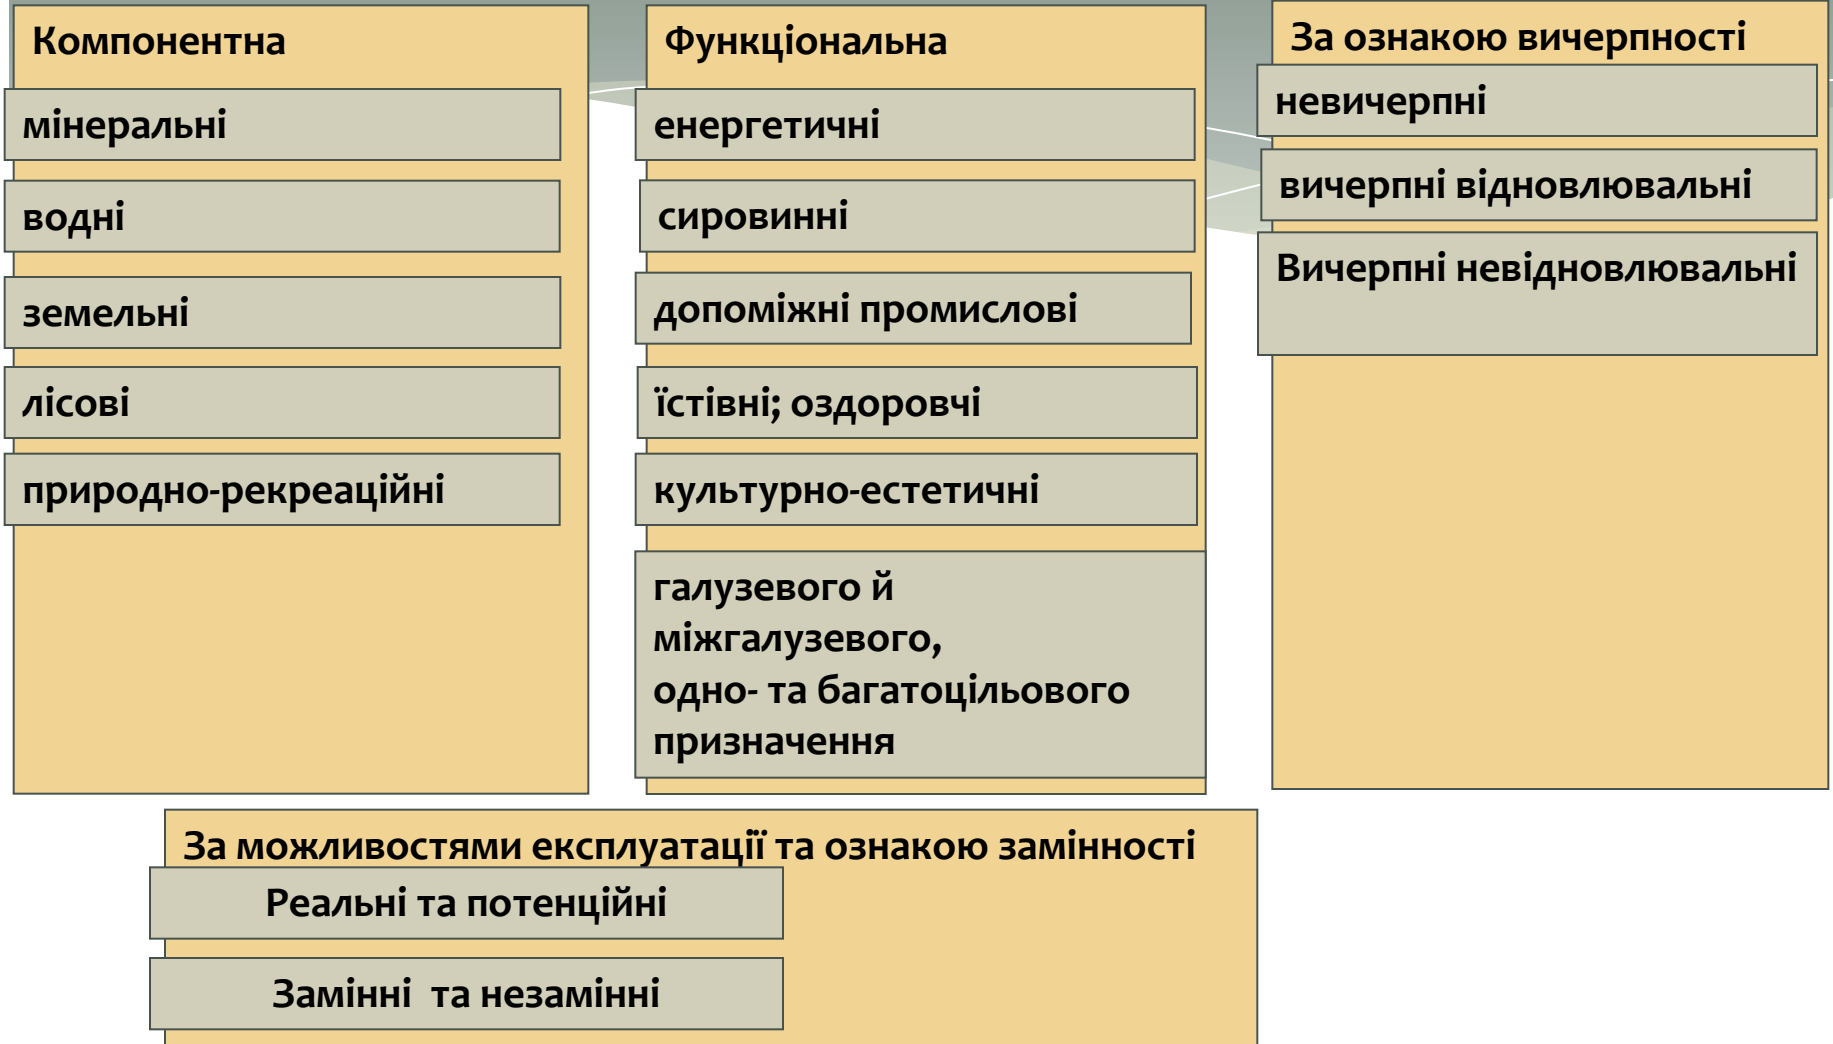 Компонентна
мінеральні
водні
земельні
лісові
природно-рекреаційні
Функціональна
енергетичні
сировинні
допоміжні промислові
їстівні; оздоровчі
культурно-естетичні
галузевого й
міжгалузевого,
одно- та багатоцільового
призначення
За ознакою вичерпності
невичерпні
вичерпні відновлювальні
Вичерпні невідновлювальні
За можливостями експлуатації та ознакою замінності
Реальні та потенційні
Замінні  та незамінні